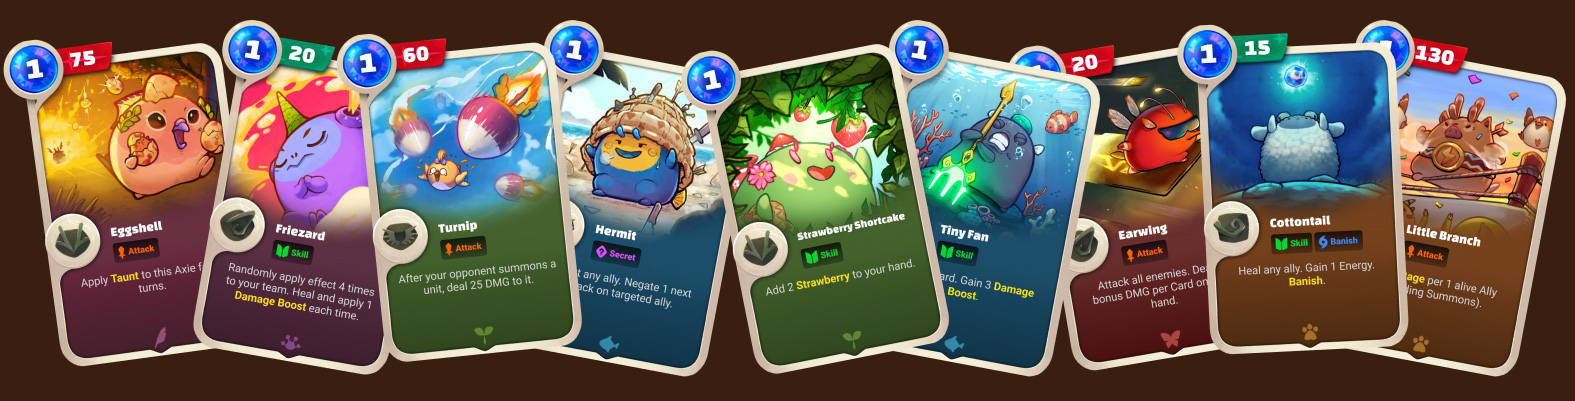 1
75
Eggshell
Attack
Apply Taunt to this Axie
turns.
1
20
Friezard
Skill
Randomly apply effect 4 times
to your team. Heal and apply 1
Damage Boost each time.
1
60
Turnip
Attack
After your opponent summons a
unit, deal 25 DMG to it.
1
Hermit
Secret
any ally. Negate 1 next
on targeted ally.
1
Strawberry Shortcake
Skill
Add 2 Strawberry to your hand.
1
Tiny Fan
Skill
Gain 3 Damage
Boost.
20
Earwing
Attack
Attack all enemies.
bonus DMG per Card on
hand.
1
15
Cottontail
Skill Banish
Heal any ally. Gain 1 Energy.
Banish.
130
Little Branch
Attack
per 1 alive Ally
Summons).